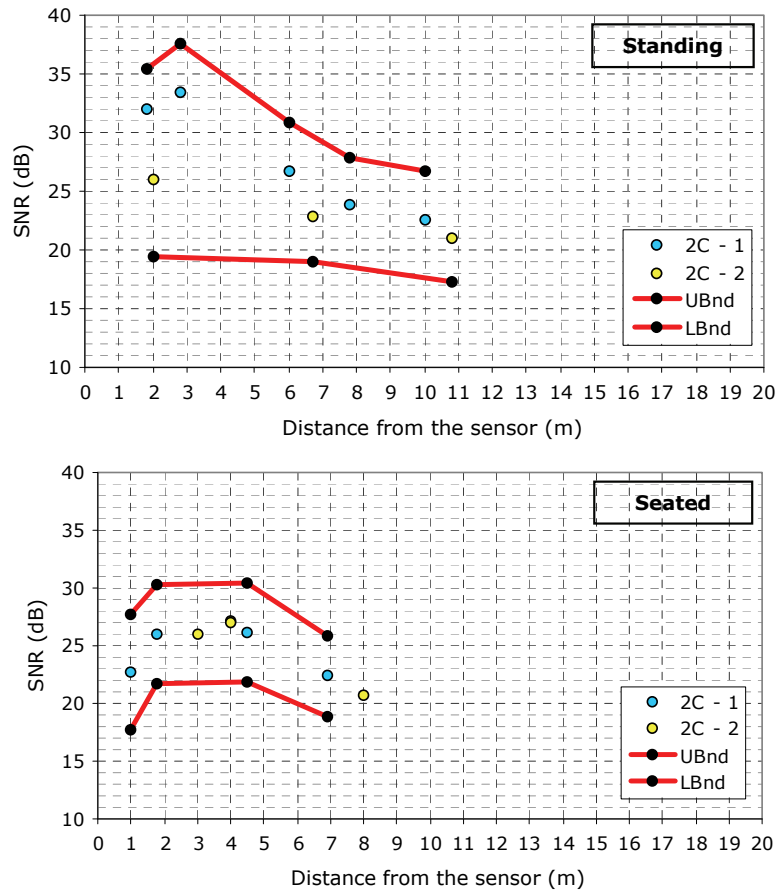 40
35
30
25
20
15
10
SNR (dB)
Standing
2C - 1
2C - 2
UBnd
LBnd
0 1 2 3 4 5 6 7 8 9 10 11 12 13 14 15 16 17 18 19 20
Distance from the sensor (m)
40
35
30
25
20
15
10
SNR (dB)
Seated
2C - 1
2C - 2
UBnd
LBnd
0 1 2 3 4 5 6 7 8 9 10 11 12 13 14 15 16 17 18 19 20
Distance from the sensor (m)